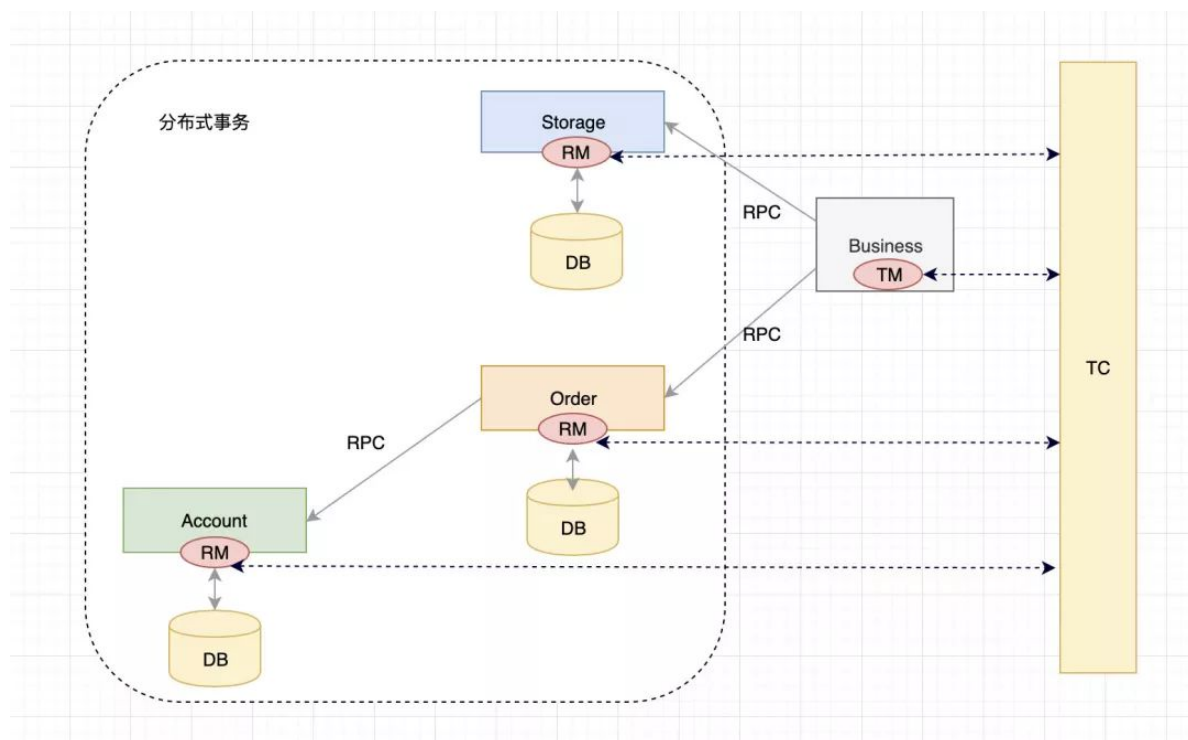 分布式事务
Storage
RM
DB
RPC
Business
TM
RPC
TC
Order
RM
DB
RPC
Account
RM
DB